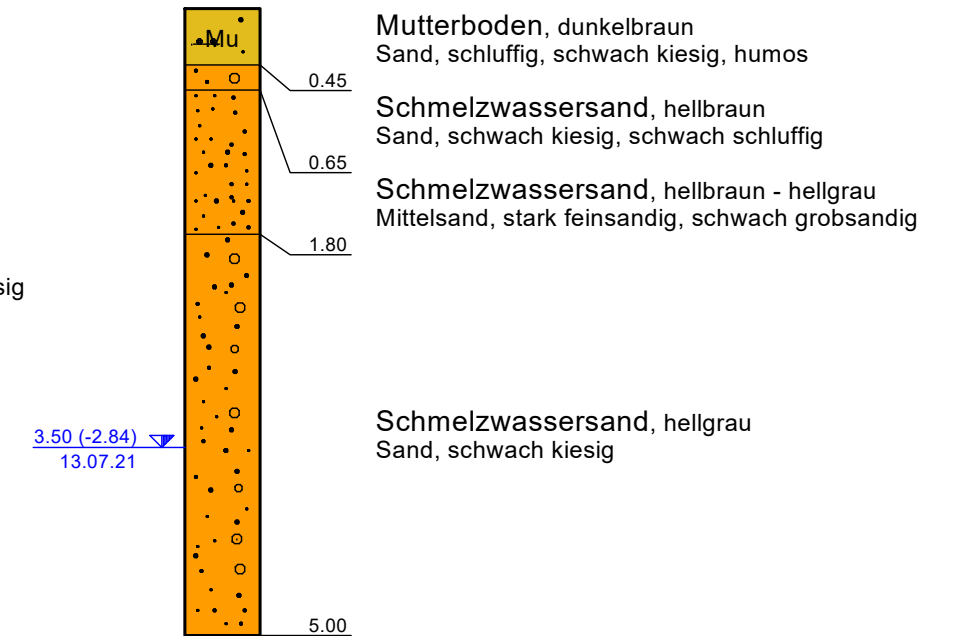 Mu
Mutterboden, dunkelbraun
Sand, schluffig, schwach kiesig, humos
0.45
Schmelzwassersand, hellbraun
Sand, schwach kiesig, schwach schluffig
0.65
Schmelzwassersand, hellbraun - hellgrau
Mittelsand, stark feinsandig, schwach grobsandig
1.80
sig
3.50 (-2.84)
13.07.21
Schmelzwassersand, hellgrau
Sand, schwach kiesig
5.00